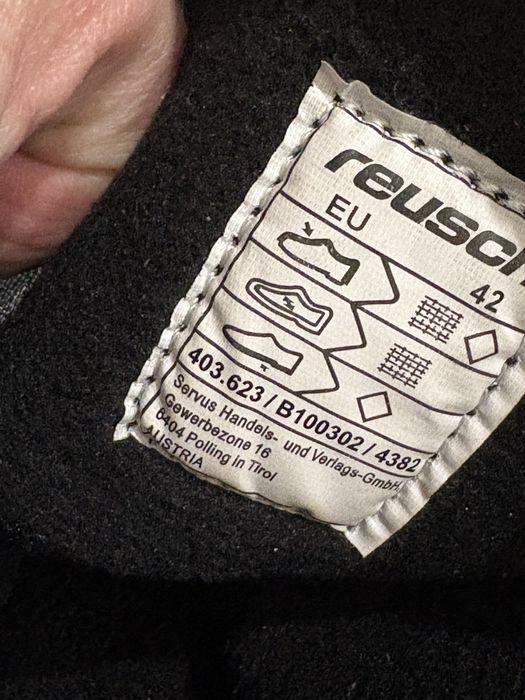 reusch
EU 42
403.623 / B100302 / 4382
Servus Handels- und Verlags-GmbH
Gewerbezone 16
6404 Polling in Tirol
AUSTRIA